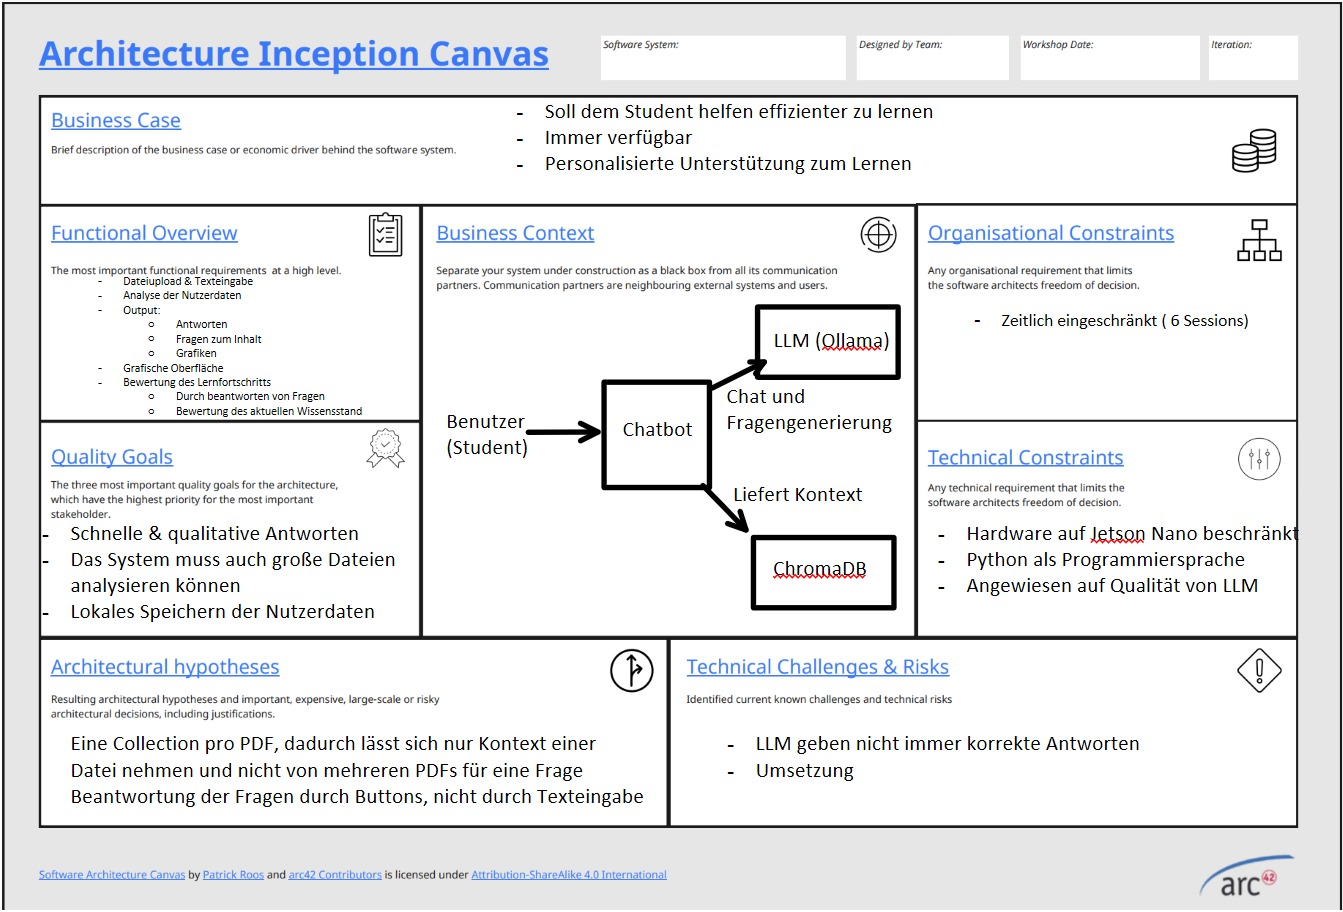 Architecture Inception Canvas
Software System:
Designed by Team:
Workshop Date:
Iteration:
Business Case
Brief description of the business case or economic driver behind the software system.
- Soll dem Student helfen effizienter zu lernen
- Immer verfügbar
- Personalisierte Unterstützung zum Lernen
Functional Overview
The most important functional requirements at a high level.
- Dateiupload & Texteingabe
- Analyse der Nutzerdaten
- Output:
o Antworten
o Fragen zum Inhalt
o Grafiken
- Grafische Oberfläche
- Bewertung des Lernfortschritts
o Durch beantworten von Fragen
o Bewertung des aktuellen Wissensstand
Business Context
Separate your system under construction as a black box from all its communication
partners. Communication partners are neighbouring external systems and users.
LLM (Ollama)
Chat und
Fragengenerierung
Benutzer
(Student)
Chatbot
Liefert Kontext
ChromaDB
Organisational Constraints
Any organisational requirement that limits
the software architects freedom of decision.
- Zeitlich eingeschränkt ( 6 Sessions)
Quality Goals
The three most important quality goals for the architecture,
which have the highest priority for the most important
stakeholder.
- Schnelle & qualitative Antworten
- Das System muss auch große Dateien
analysieren können
- Lokales Speichern der Nutzerdaten
Technical Constraints
Any technical requirement that limits the
software architects freedom of decision.
- Hardware auf Jetson Nano beschränkt
- Python als Programmiersprache
- Angewiesen auf Qualität von LLM
Architectural hypotheses
Resulting architectural hypotheses and important, expensive, large-scale or risky
architectural decisions, including justifications.
Eine Collection pro PDF, dadurch lässt sich nur Kontext einer
Datei nehmen und nicht von mehreren PDFs für eine Frage
Beantwortung der Fragen durch Buttons, nicht durch Texteingabe
Technical Challenges & Risks
Identified current known challenges and technical risks
- LLM geben nicht immer korrekte Antworten
- Umsetzung
Software Architecture Canvas by Patrick Roos and arc42 Contributors is licensed under Attribution-ShareAlike 4.0 International
arc42